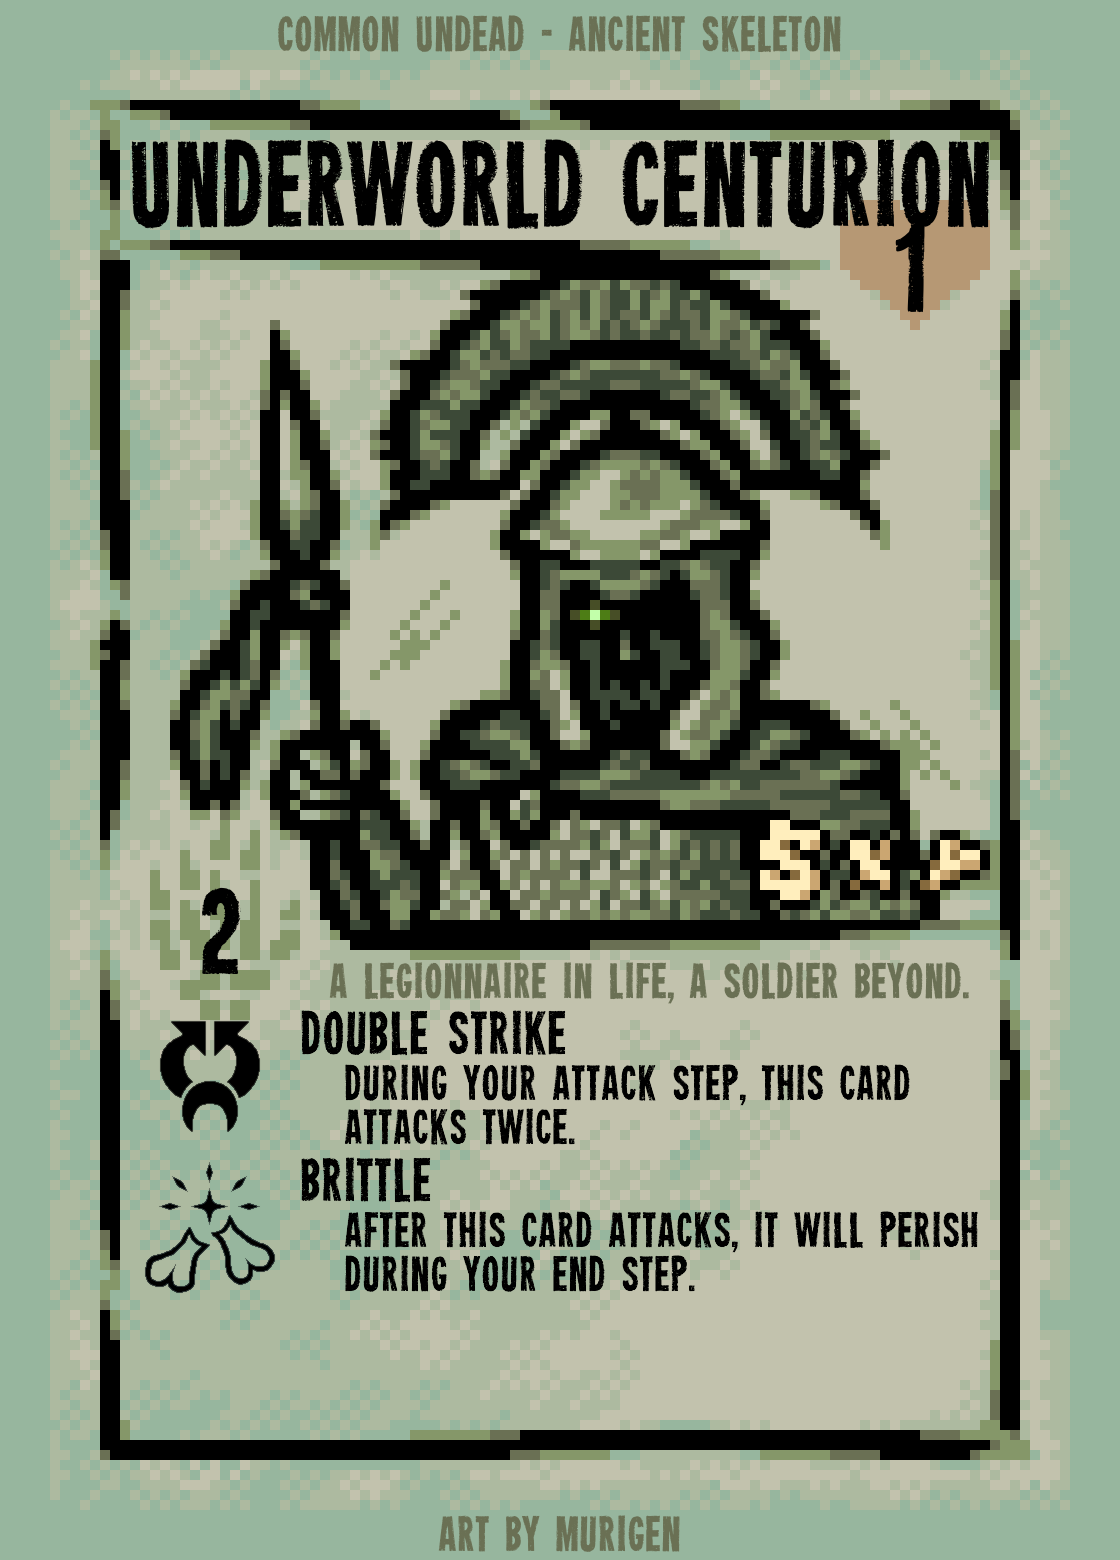 COMMON UNDEAD - ANCIENT SKELETON
UNDERWORLD CENTURION
1
SXY
2
A LEGIONNAIRE IN LIFE, A SOLDIER BEYOND.
DOUBLE STRIKE
DURING YOUR ATTACK STEP, THIS CARD
ATTACKS TWICE.
BRITTLE
AFTER THIS CARD ATTACKS, IT WILL PERISH
DURING YOUR END STEP.
ART BY MURIGEN